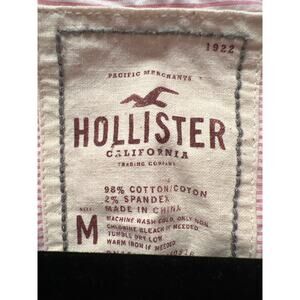 1922
PACIFIC MERCHANTS
HOLLISTER
CALIFORNIA
TRADING COMPANY
98% COTTON/COTON
2% SPANDEX
MADE IN CHINA
SIZE:
M
MACHINE WASH COLD, ONLY NON
CHLORINE BLEACH IF NEEDED.
TUMBLE DRY LOW
WARM IRON IF NEEDED.